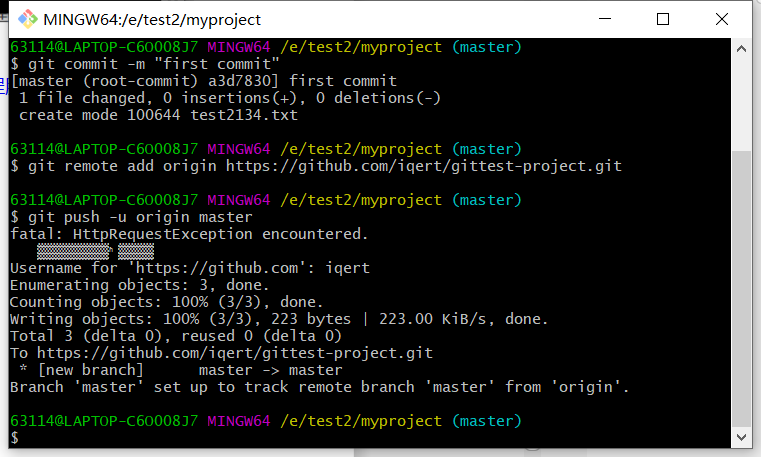 MINGW64:/e/test2/myproject
63114@LAPTOP-C6OOO8J7 MINGW64 /e/test2/myproject (master)
$ git commit -m "first commit"
[master (root-commit) a3d7830] first commit
 1 file changed, 0 insertions(+), 0 deletions(-)
 create mode 100644 test2134.txt
63114@LAPTOP-C6OOO8J7 MINGW64 /e/test2/myproject (master)
$ git remote add origin https://github.com/iqert/gittest-project.git
63114@LAPTOP-C6OOO8J7 MINGW64 /e/test2/myproject (master)
$ git push -u origin master
fatal: HttpRequestException encountered.
Username for 'https://github.com': iqert
Enumerating objects: 3, done.
Counting objects: 100% (3/3), done.
Writing objects: 100% (3/3), 223 bytes | 223.00 KiB/s, done.
Total 3 (delta 0), reused 0 (delta 0)
To https://github.com/iqert/gittest-project.git
 * [new branch]      master -> master
Branch 'master' set up to track remote branch 'master' from 'origin'.
63114@LAPTOP-C6OOO8J7 MINGW64 /e/test2/myproject (master)
$